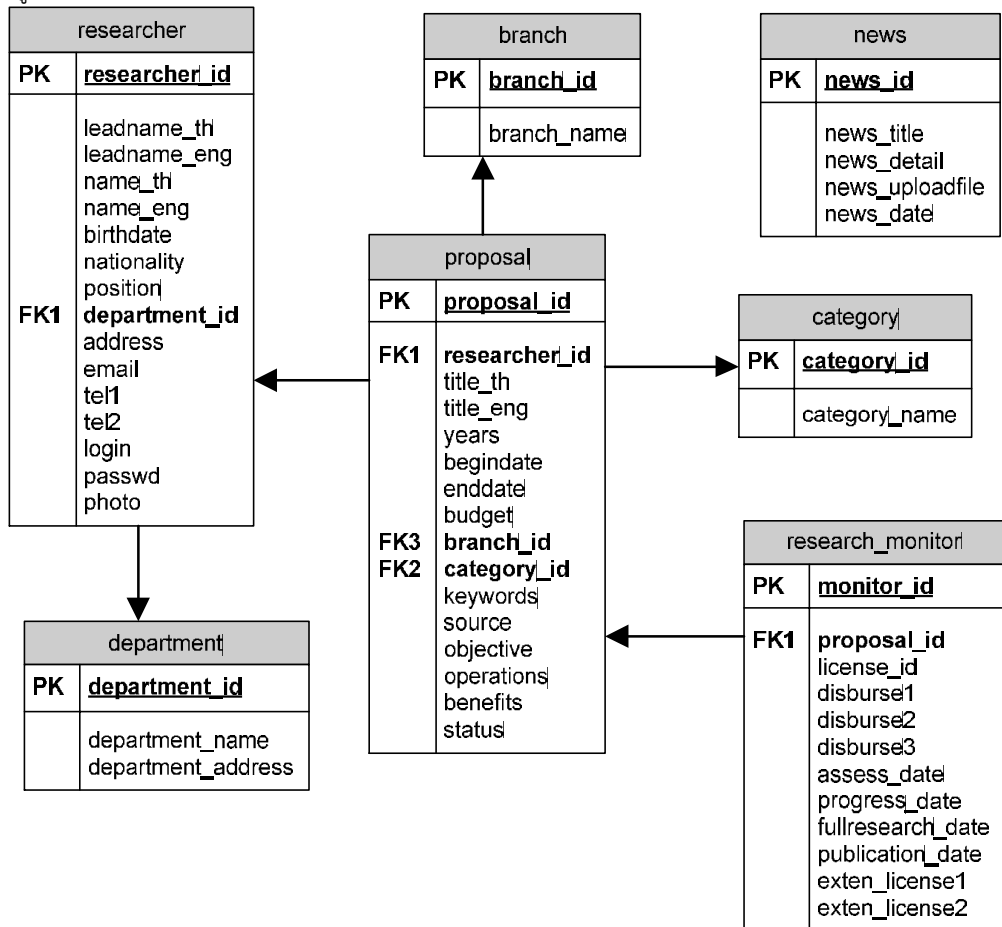 researcher
PK researcher_id
leadname_th
leadname_eng
name_th
name_eng
birthdate
nationality
position
FK1 department_id
address
email
tel1
tel2
login
passwd
photo
branch
PK branch_id
branch_name
news
PK news_id
news_title
news_detail
news_uploadfile
news_date
proposal
PK proposal_id
FK1 researcher_id
title_th
title_eng
years
begindate
enddate
budget
FK3 branch_id
FK2 category_id
keywords
source
objective
operations
benefits
status
category
PK category_id
category_name
department
PK department_id
department_name
department_address
research_monitor
PK monitor_id
FK1 proposal_id
license_id
disburse1
disburse2
disburse3
assess_date
progress_date
fullresearch_date
publication_date
exten_license1
exten_license2